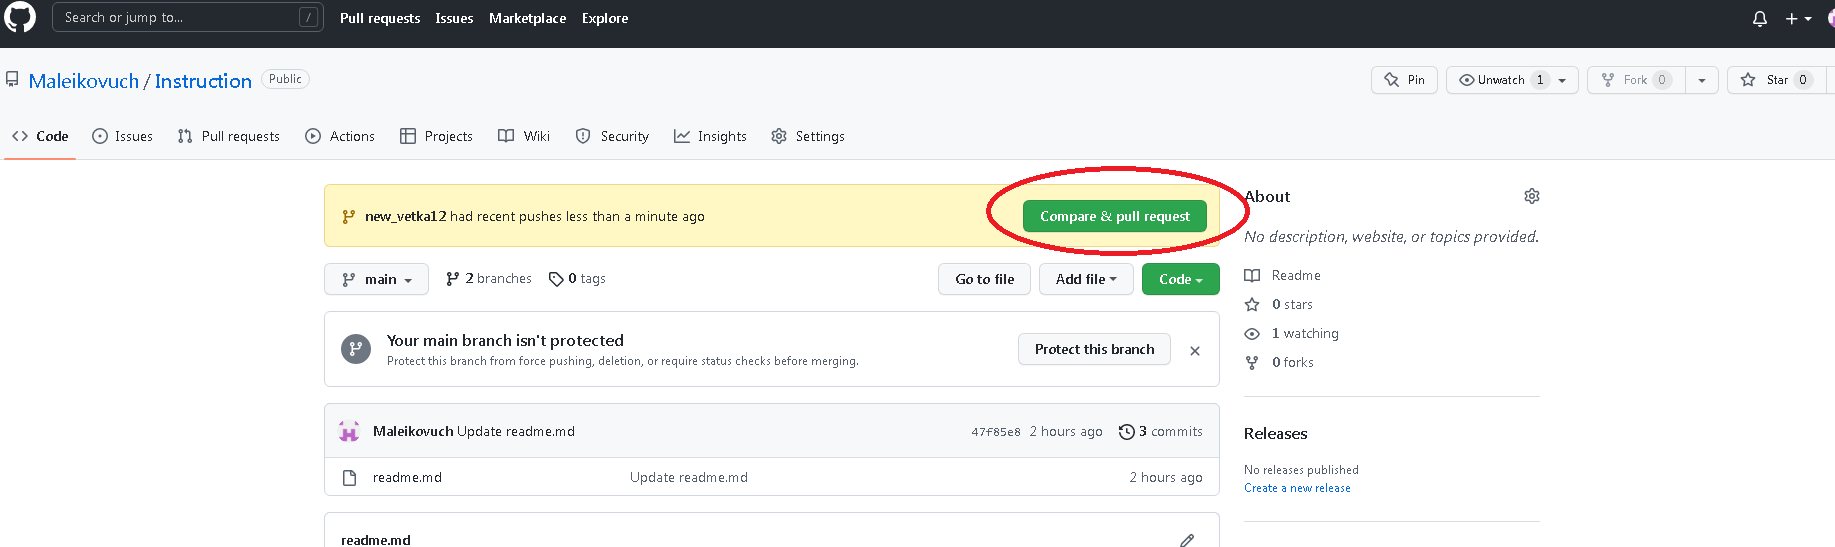 Search or jump to... / Pull requests Issues Marketplace Explore
Maleikovuch / Instruction Public Pin Unwatch 1 Fork 0 Star 0
Code Issues Pull requests Actions Projects Wiki Security Insights Settings
new_vetka12 had recent pushes less than a minute ago Compare & pull request
main 2 branches 0 tags Go to file Add file Code
Your main branch isn't protected
Protect this branch from force pushing, deletion, or require status checks before merging.
Protect this branch
Maleikovuch Update readme.md 47f85e8 2 hours ago 3 commits
readme.md Update readme.md 2 hours ago
readme.md
About
No description, website, or topics provided.
Readme
0 stars
1 watching
0 forks
Releases
No releases published
Create a new release